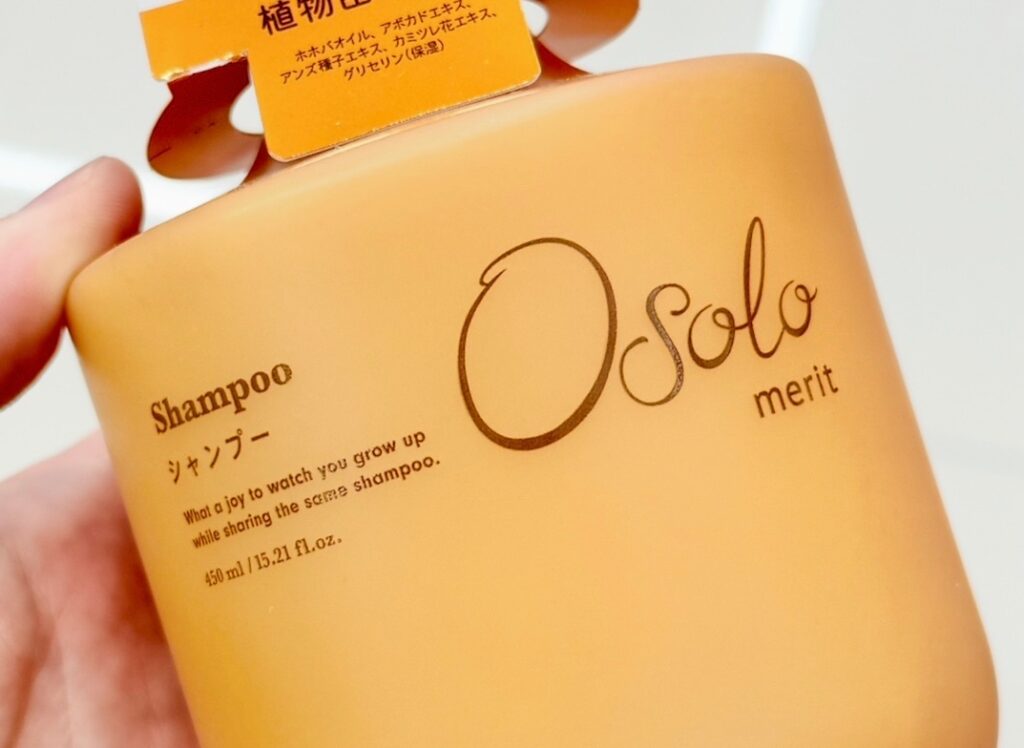 植物由
ホホバオイル、アボカドエキス、
アンズ種子エキス、カミツレ花エキス、
グリセリン(保湿)
Osolo
merit
Shampoo
シャンプー
What a joy to watch you grow up
while sharing the same shampoo.
450 ml / 15.21 fl.oz.